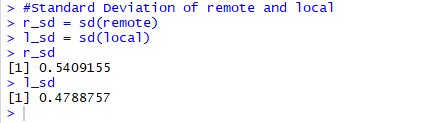 > #Standard Deviation of remote and local
> r_sd = sd(remote)
> l_sd = sd(local)
> r_sd
[1] 0.5409155
> l_sd
[1] 0.4788757
>